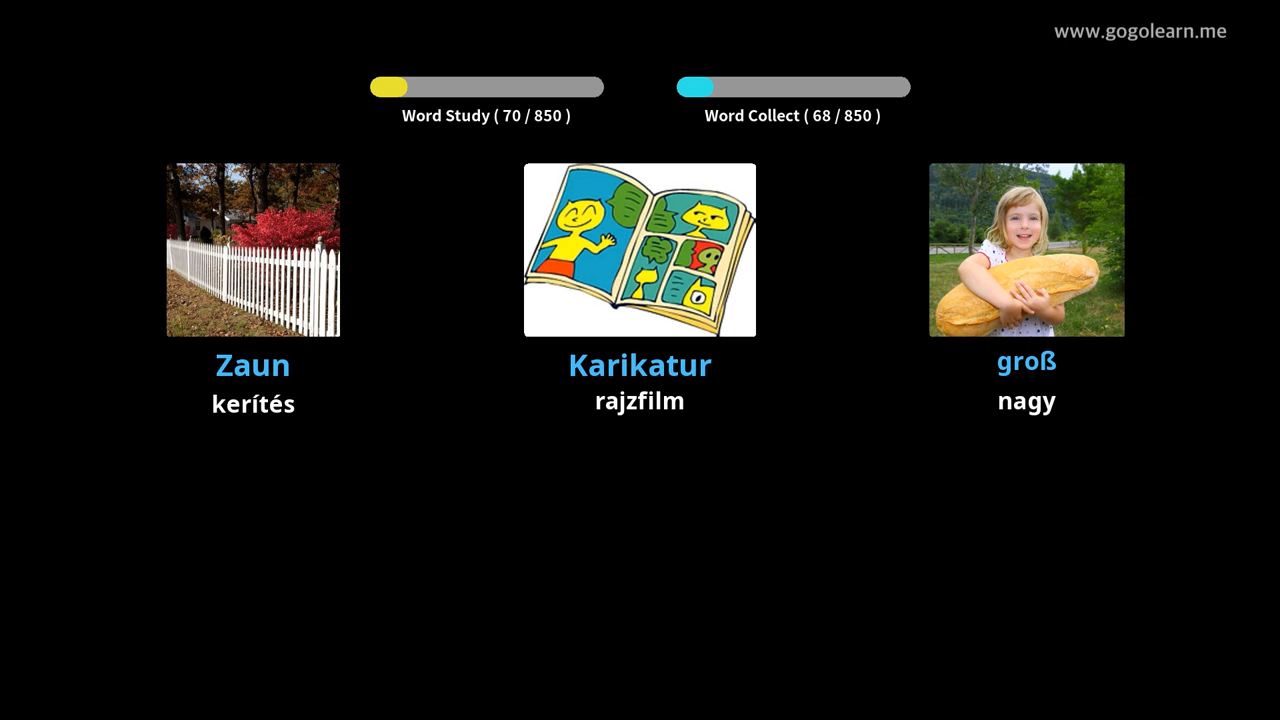 www.gogolearn.me
Word Study ( 70 / 850 )
Word Collect ( 68 / 850 )
Zaun
kerítés
Karikatur
rajzfilm
groß
nagy